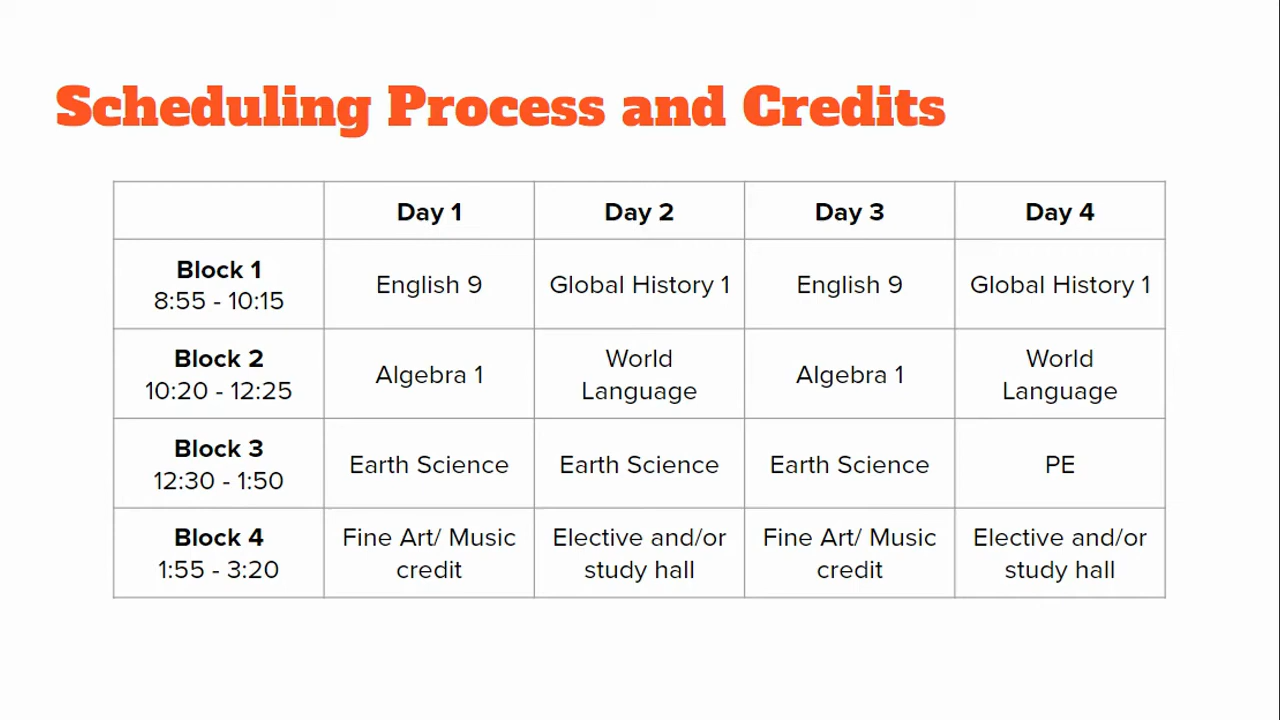 Scheduling Process and Credits
Day 1 Day 2 Day 3 Day 4
Block 1
8:55 - 10:15
English 9 Global History 1 English 9 Global History 1
Block 2
10:20 - 12:25
Algebra 1
World
Language
Algebra 1
World
Language
Block 3
12:30 - 1:50
Earth Science Earth Science Earth Science PE
Block 4
1:55 - 3:20
Fine Art/ Music
credit
Elective and/or
study hall
Fine Art/ Music
credit
Elective and/or
study hall